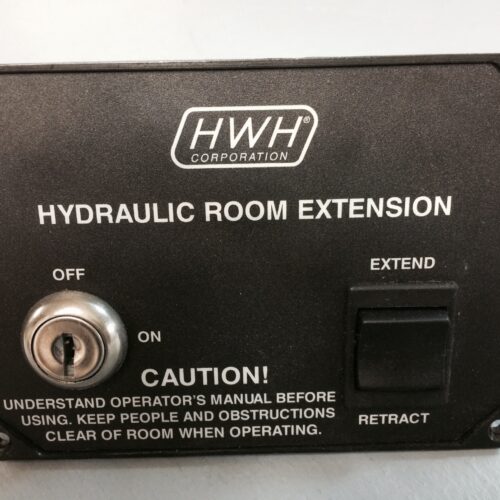 HWH®
CORPORATION
HYDRAULIC ROOM EXTENSION
OFF
EXTEND
ON
CAUTION!
UNDERSTAND OPERATOR'S MANUAL BEFORE
USING. KEEP PEOPLE AND OBSTRUCTIONS
CLEAR OF ROOM WHEN OPERATING.
RETRACT